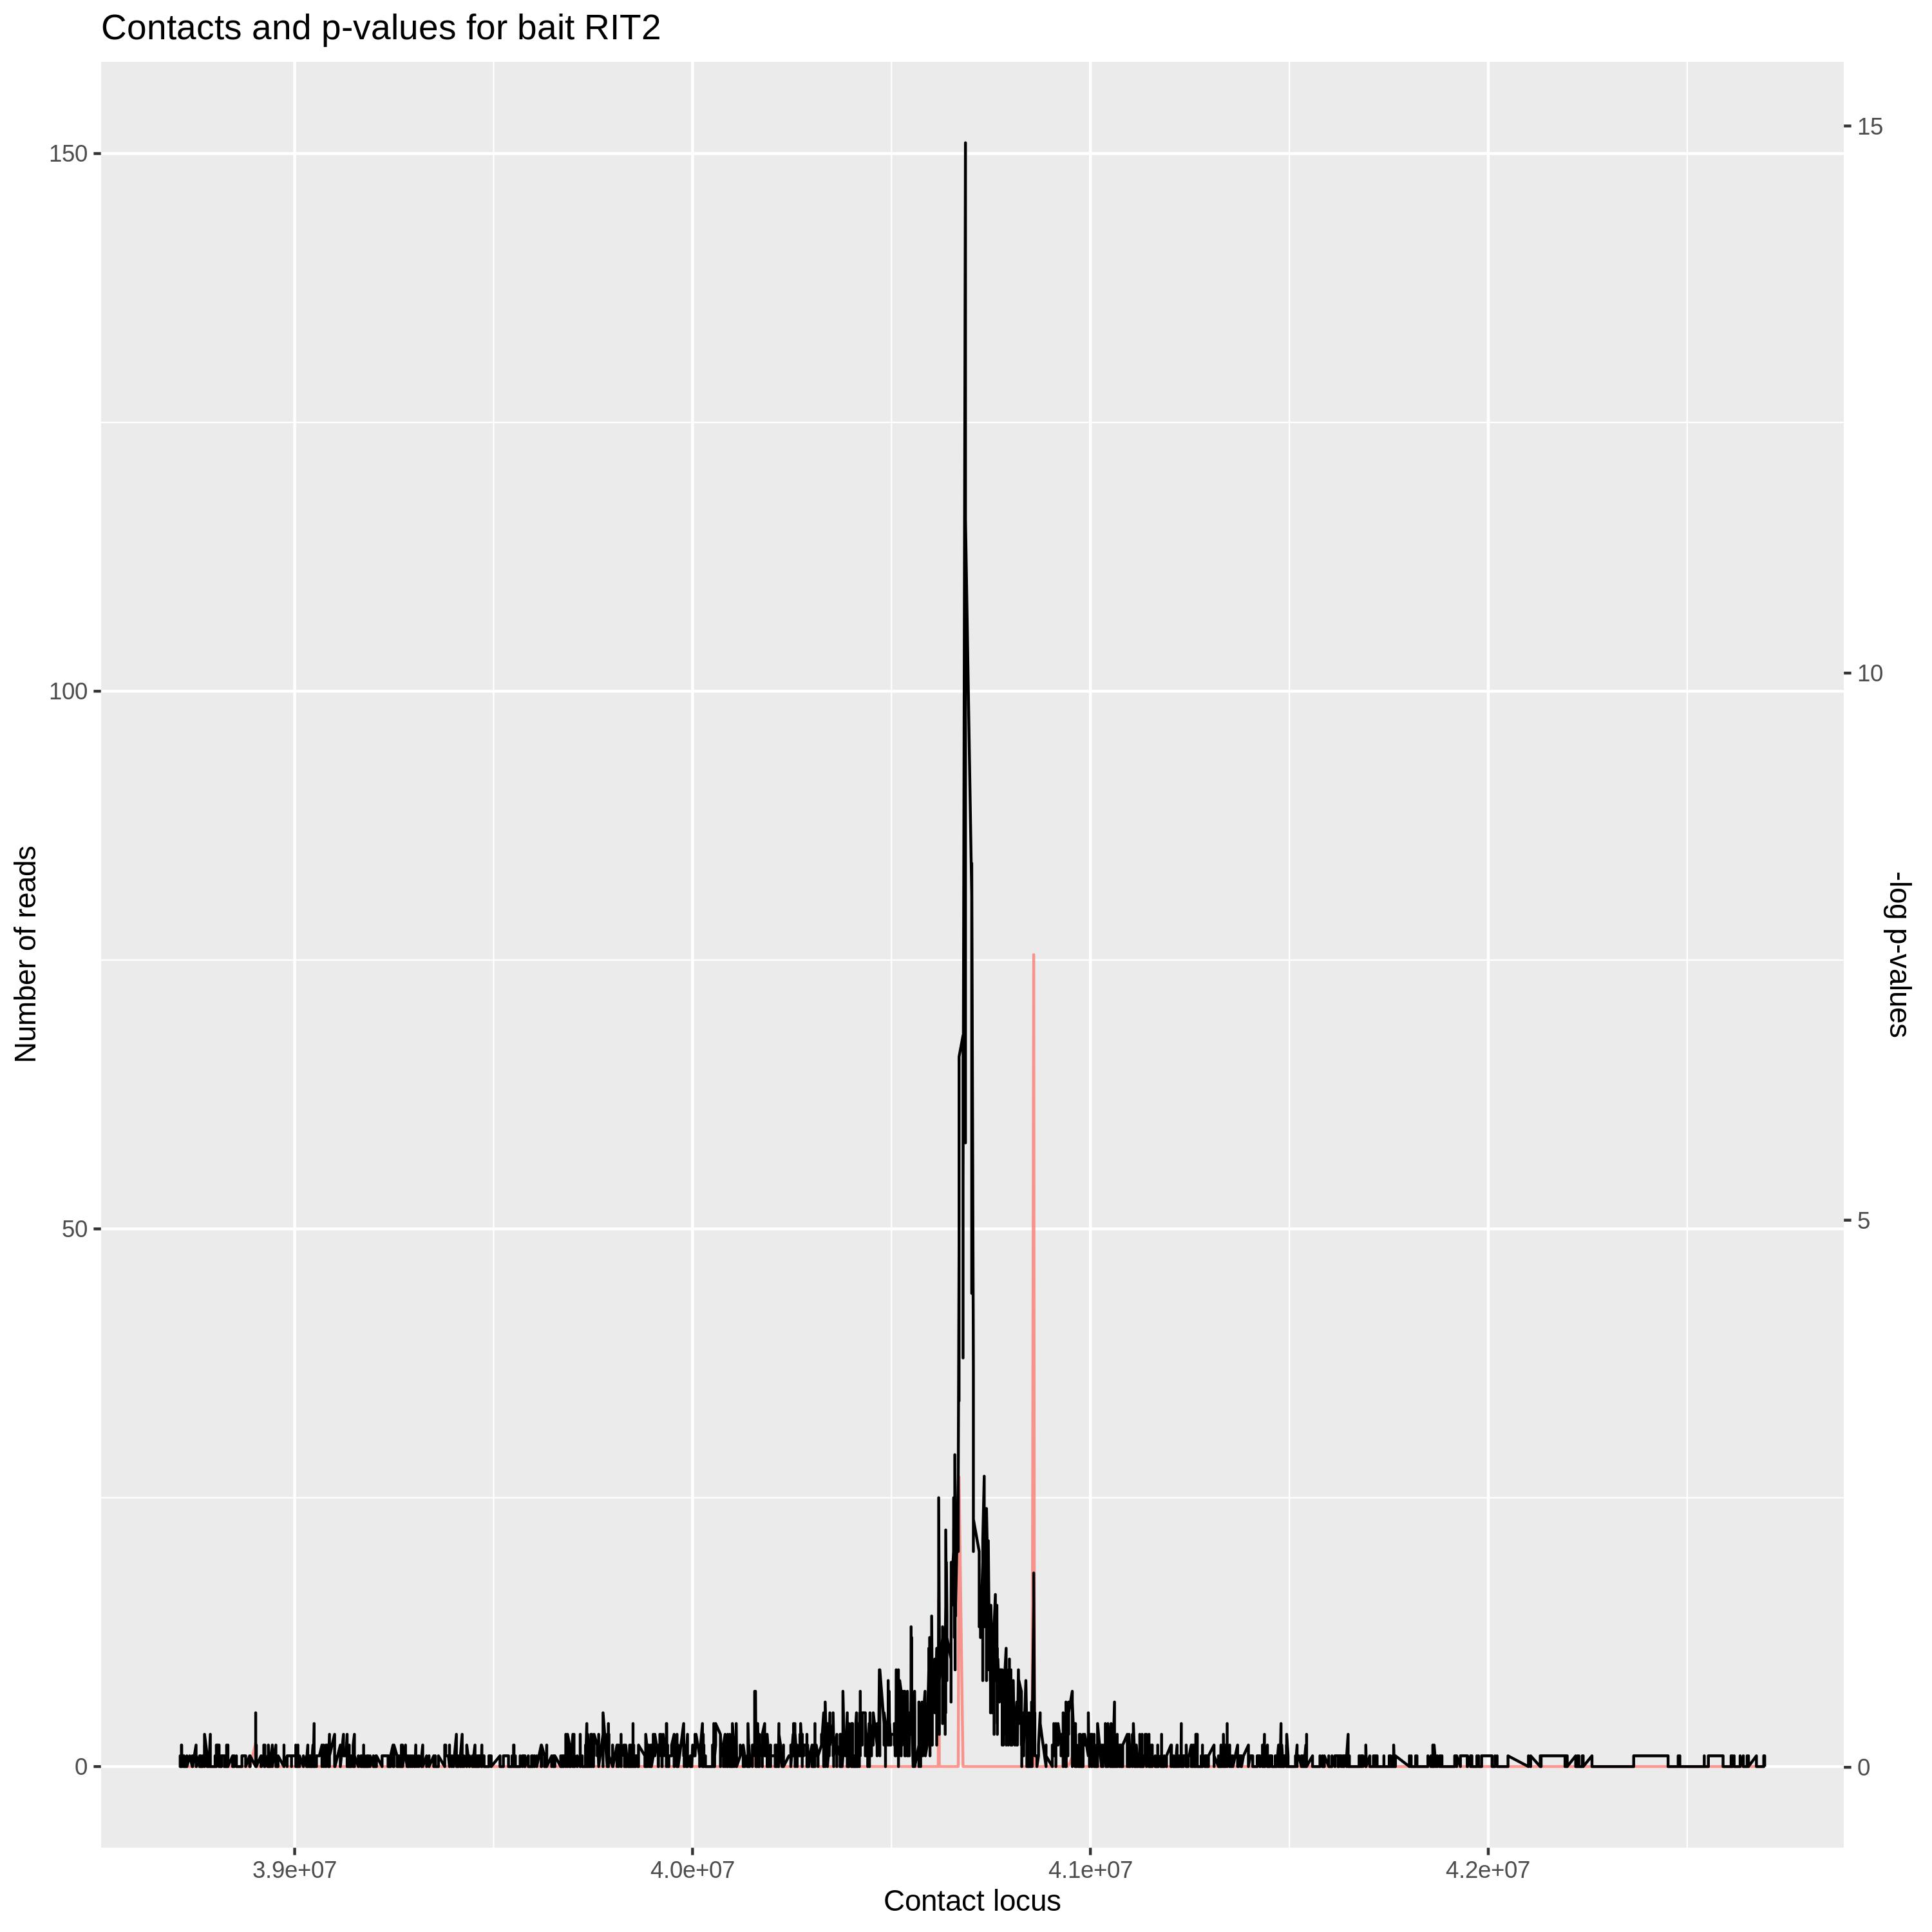 Contacts and p-values for bait RIT2
150
100
50
0
15
10
5
0
Number of reads
-log p-values
3.9e+07
4.0e+07
4.1e+07
4.2e+07
Contact locus